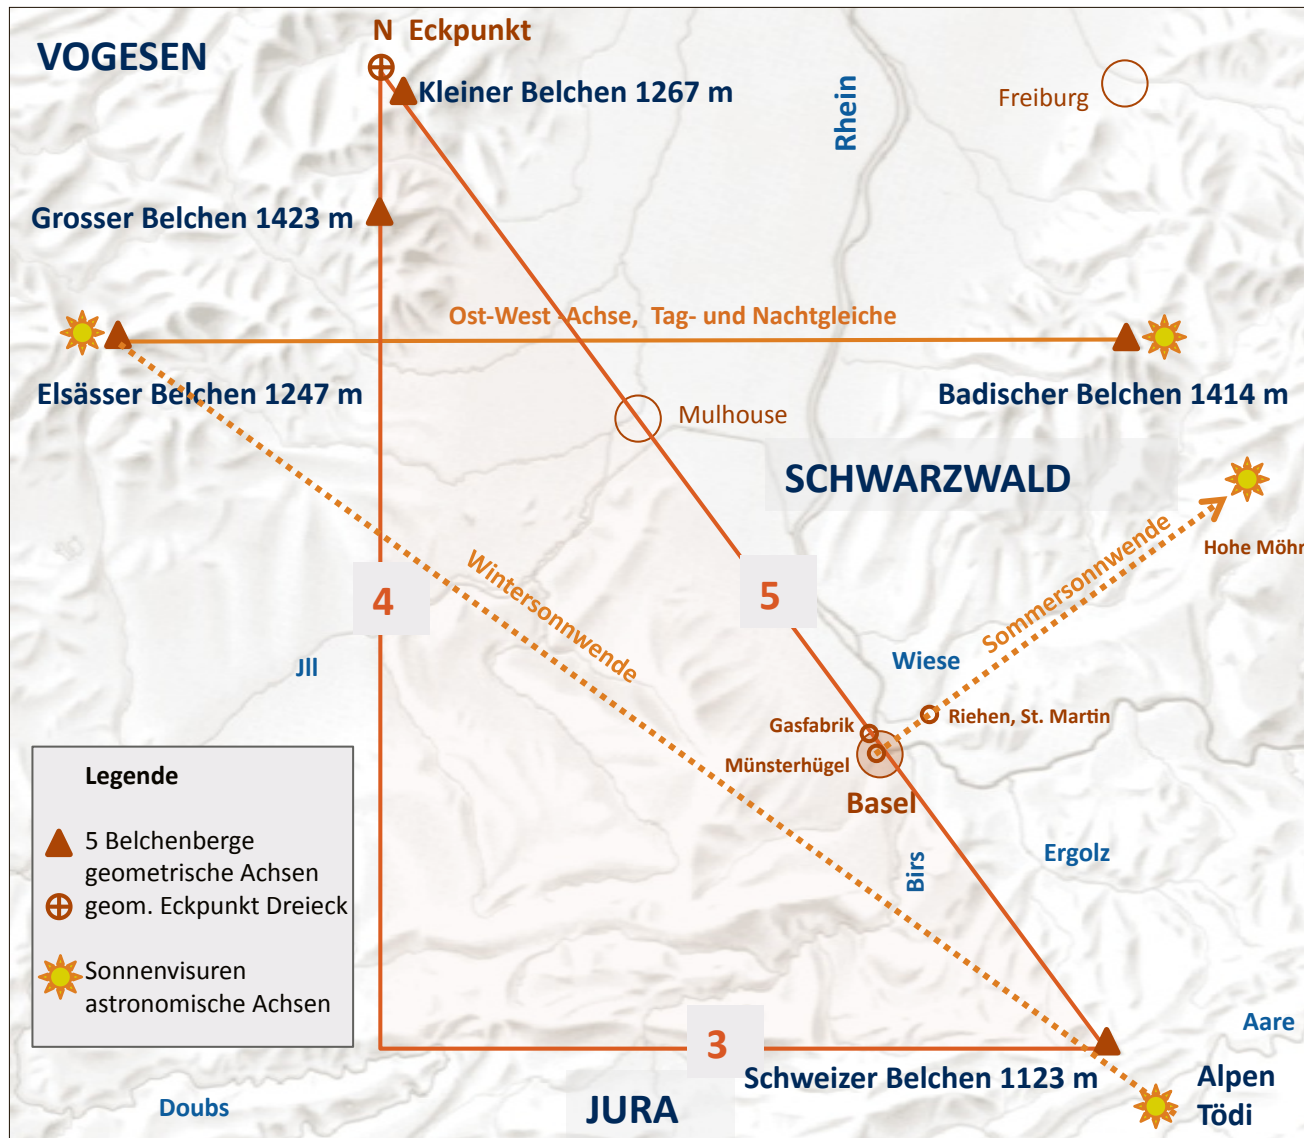 N Eckpunkt
VOGESEN
Kleiner Belchen 1267 m
Rhein
Freiburg
Grosser Belchen 1423 m
Ost-West -Achse, Tag- und Nachtgleiche
Elsässer Belchen 1247 m
Badischer Belchen 1414 m
Mulhouse
SCHWARZWALD
Hohe Möhr
Wintersonnwende
Sommersonnwende
4
5
Wiese
Jll
Gasfabrik
Riehen, St. Martin
Münsterhügel
Basel
Birs
Ergolz
Legende
5 Belchenberge
geometrische Achsen
geom. Eckpunkt Dreieck
Sonnenvisuren
astronomische Achsen
3
Aare
Schweizer Belchen 1123 m
Alpen
Tödi
Doubs
JURA